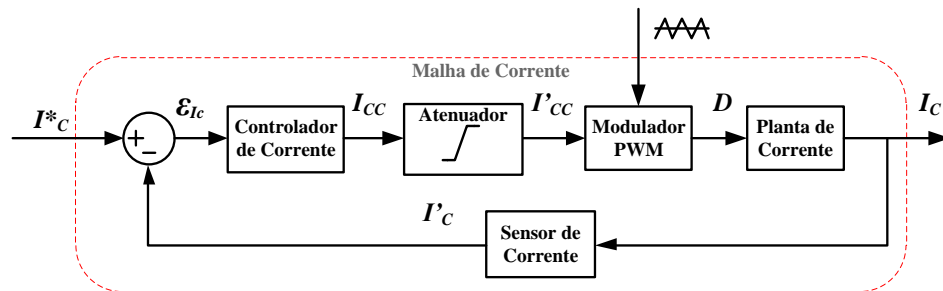 Malha de Corrente
I*C
+
−
εIc
Controlador
de Corrente
ICC
Atenuador
I'CC
Modulador
PWM
D
Planta de
Corrente
IC
I'C
Sensor de
Corrente